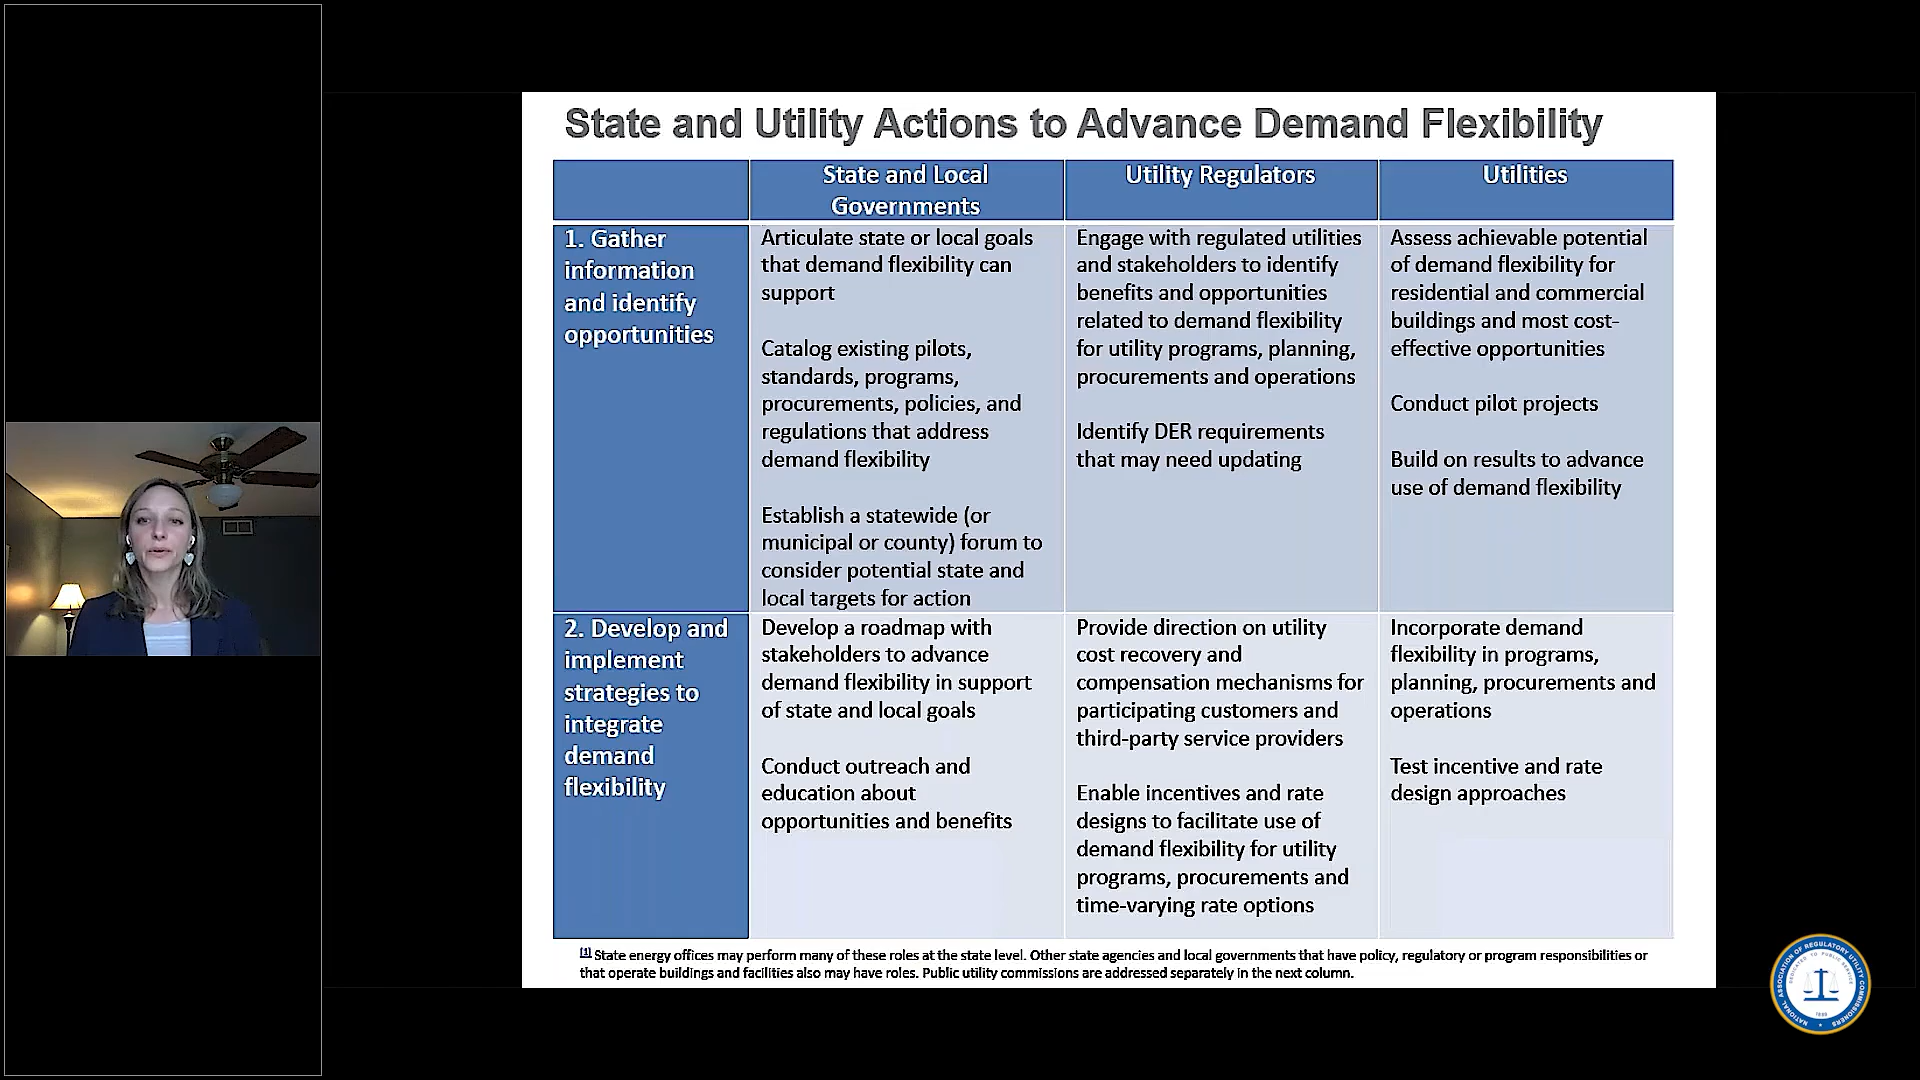 State and Utility Actions to Advance Demand Flexibility
State and Local
Governments
Utility Regulators
Utilities
1. Gather
information
and identify
opportunities
Articulate state or local goals
that demand flexibility can
support
Catalog existing pilots,
standards, programs,
procurements, policies, and
regulations that address
demand flexibility
Establish a statewide (or
municipal or county) forum to
consider potential state and
local targets for action
Engage with regulated utilities
and stakeholders to identify
benefits and opportunities
related to demand flexibility
for utility programs, planning,
procurements and operations
Identify DER requirements
that may need updating
Assess achievable potential
of demand flexibility for
residential and commercial
buildings and most cost-
effective opportunities
Conduct pilot projects
Build on results to advance
use of demand flexibility
2. Develop and
implement
strategies to
integrate
demand
flexibility
Develop a roadmap with
stakeholders to advance
demand flexibility in support
of state and local goals
Conduct outreach and
education about
opportunities and benefits
Provide direction on utility
cost recovery and
compensation mechanisms for
participating customers and
third-party service providers
Enable incentives and rate
designs to facilitate use of
demand flexibility for utility
programs, procurements and
time-varying rate options
Incorporate demand
flexibility in programs,
planning, procurements and
operations
Test incentive and rate
design approaches
[1] State energy offices may perform many of these roles at the state level. Other state agencies and local governments that have policy, regulatory or program responsibilities or
that operate buildings and facilities also may have roles. Public utility commissions are addressed separately in the next column.
NATIONAL ASSOCIATION OF REGULATORY UTILITY COMMISSIONERS
DEDICATED TO PUBLIC SERVICE